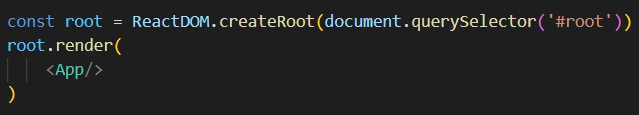 const root = ReactDOM.createRoot(document.querySelector('#root'))
root.render(
    <App/>
)